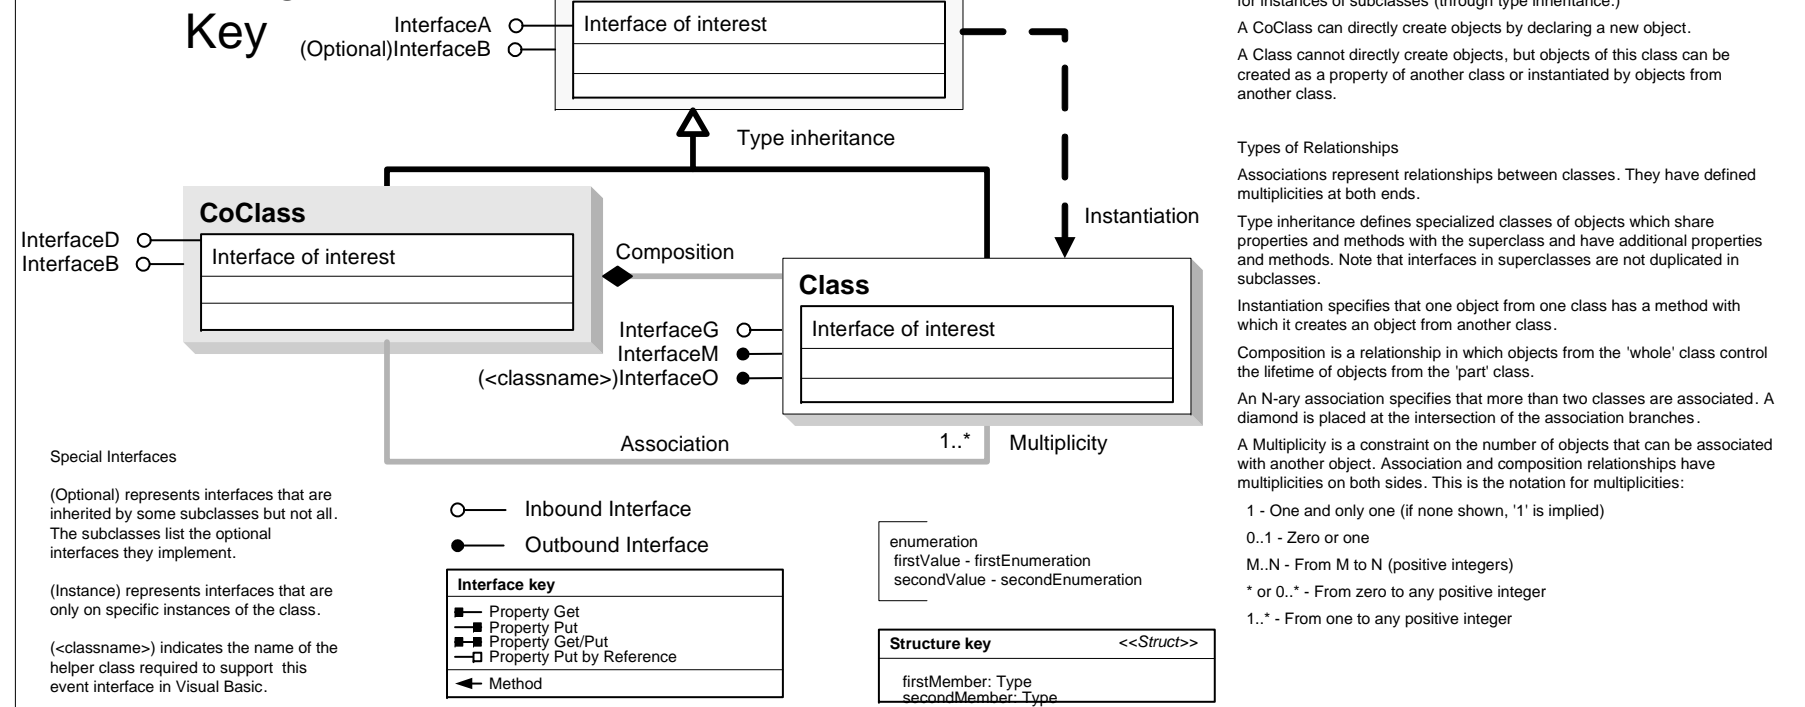 Key
InterfaceA
(Optional)InterfaceB
Interface of interest
Type inheritance
CoClass
InterfaceD
InterfaceB
Interface of interest
Composition
Instantiation
Class
InterfaceG
InterfaceM
(<classname>)InterfaceO
Interface of interest
Association
1..*
Multiplicity
Special Interfaces
(Optional) represents interfaces that are
inherited by some subclasses but not all.
The subclasses list the optional
interfaces they implement.
(Instance) represents interfaces that are
only on specific instances of the class.
(<classname>) indicates the name of the
helper class required to support this
event interface in Visual Basic.
Inbound Interface
Outbound Interface
Interface key
Property Get
Property Put
Property Get/Put
Property Put by Reference
Method
enumeration
firstValue - firstEnumeration
secondValue - secondEnumeration
Structure key <<Struct>>
firstMember: Type
secondMember: Type
for instances of subclasses (through type inheritance.)
A CoClass can directly create objects by declaring a new object.
A Class cannot directly create objects, but objects of this class can be
created as a property of another class or instantiated by objects from
another class.
Types of Relationships
Associations represent relationships between classes. They have defined
multiplicities at both ends.
Type inheritance defines specialized classes of objects which share
properties and methods with the superclass and have additional properties
and methods. Note that interfaces in superclasses are not duplicated in
subclasses.
Instantiation specifies that one object from one class has a method with
which it creates an object from another class.
Composition is a relationship in which objects from the 'whole' class control
the lifetime of objects from the 'part' class.
An N-ary association specifies that more than two classes are associated. A
diamond is placed at the intersection of the association branches.
A Multiplicity is a constraint on the number of objects that can be associated
with another object. Association and composition relationships have
multiplicities on both sides. This is the notation for multiplicities:
1 - One and only one (if none shown, '1' is implied)
0..1 - Zero or one
M..N - From M to N (positive integers)
* or 0..* - From zero to any positive integer
1..* - From one to any positive integer